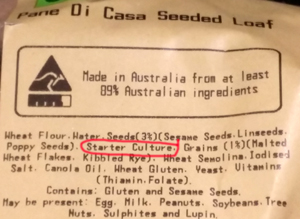 Pane Di Casa Seeded Loaf
Made in Australia from at least
89% Australian ingredients
Wheat Flour,Water,Seeds(3%)(Sesame Seeds,Linseeds,
Poppy Seeds), Starter Culture, Grains (1%)(Malted
Wheat Flakes, Kibbled Rye), Wheat Semolina,Iodised
Salt, Canola Oil, Wheat Gluten, Yeast, Vitamins
(Thiamin,Folate).
Contains: Gluten and Sesame Seeds.
May be present: Egg, Milk, Peanuts, Soybeans,Tree
Nuts, Sulphites and Lupin.